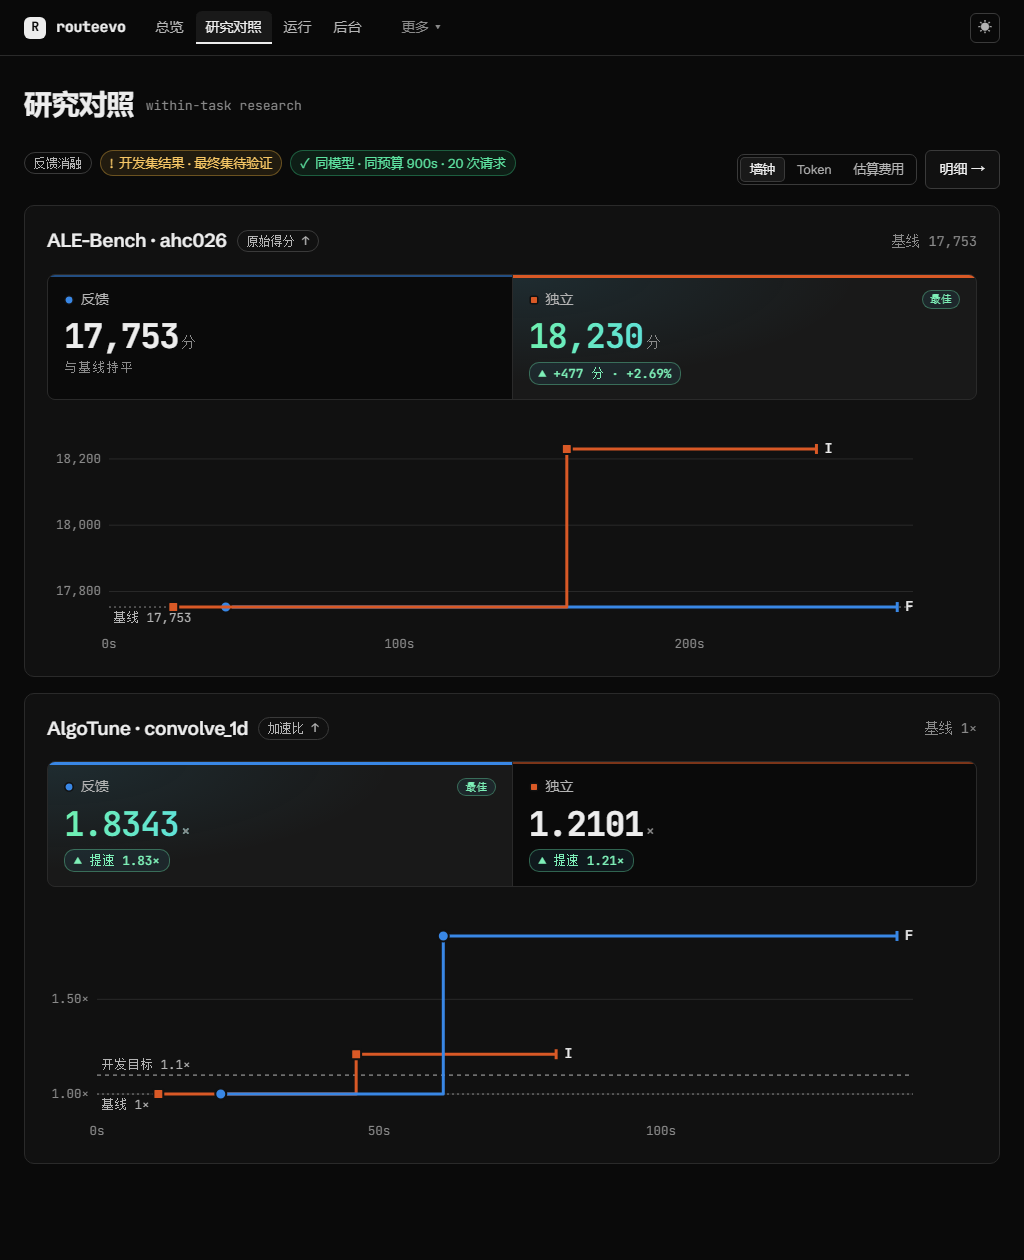 R routeevo 总览 研究对照 运行 后台 更多 ▾
研究对照 within-task research
反馈消融 ! 开发集结果 · 最终集待验证 ✓ 同模型 · 同预算 900s · 20 次请求 墙钟 Token 估算费用 明细 →
ALE-Bench · ahc026 原始得分 ↑ 基线 17,753
反馈 独立 最佳
17,753 分 18,230 分
与基线持平 ▲ +477 分 · +2.69%
18,200
I
18,000
17,800
F
基线 17,753
0s 100s 200s
AlgoTune · convolve_1d 加速比 ↑ 基线 1×
反馈 最佳 独立
1.8343 × 1.2101 ×
▲ 提速 1.83× ▲ 提速 1.21×
F
1.50×
I
开发目标 1.1×
1.00×
基线 1×
0s 50s 100s